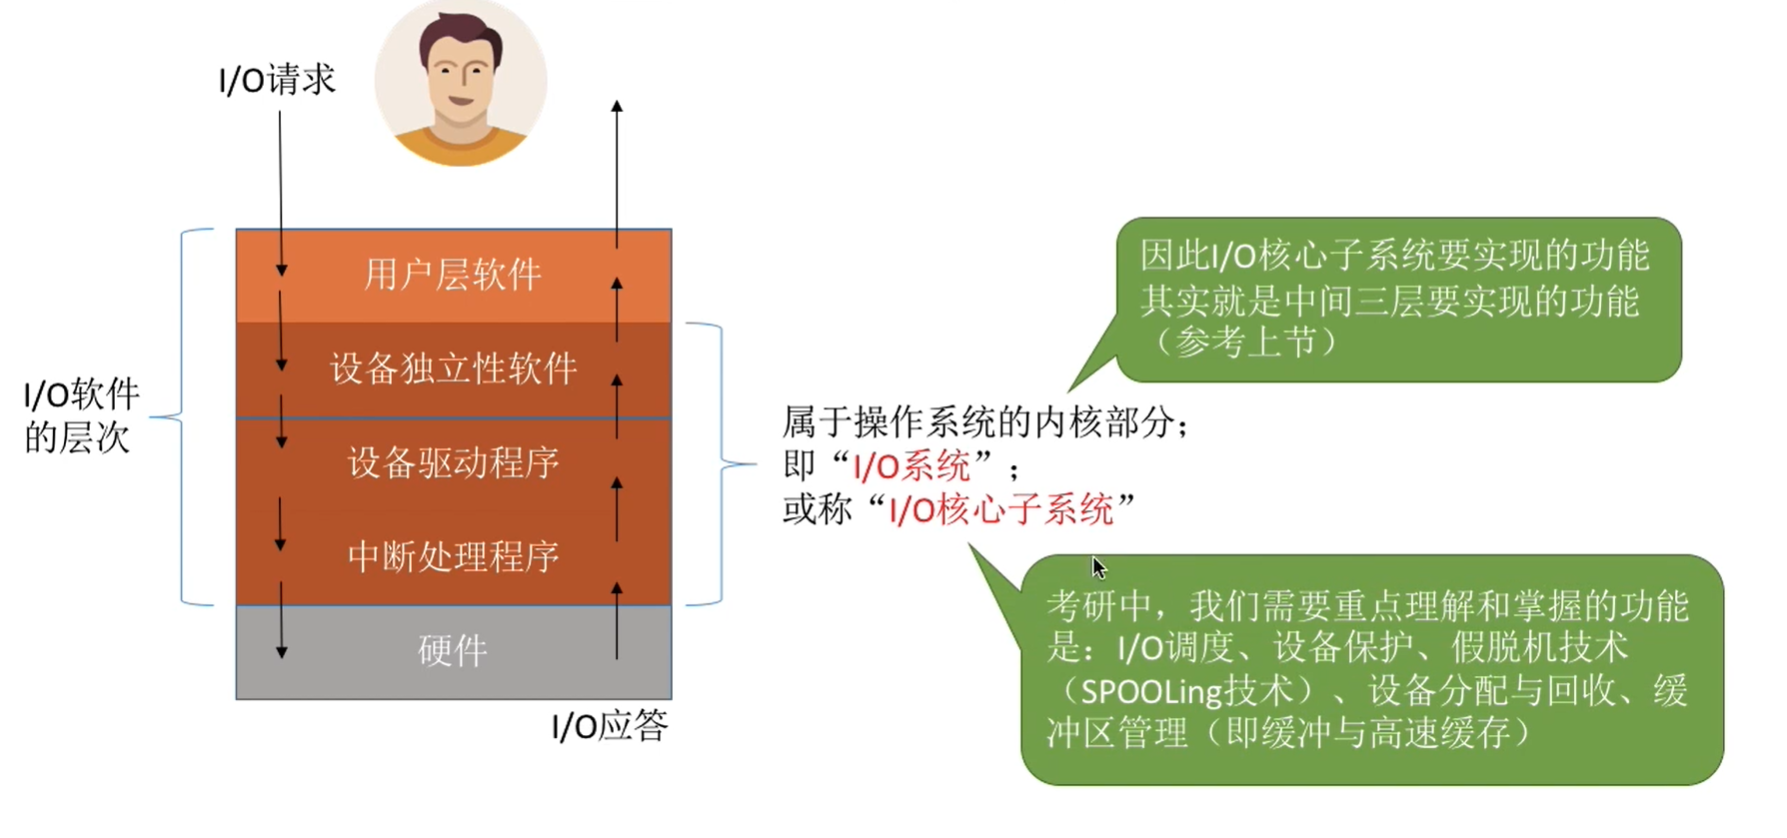 I/O请求
用户层软件
设备独立性软件
设备驱动程序
中断处理程序
硬件
I/O应答
I/O软件
的层次
属于操作系统的内核部分；
即“I/O系统”；
或称“I/O核心子系统”
因此I/O核心子系统要实现的功能
其实就是中间三层要实现的功能
（参考上节）
考研中，我们需要重点理解和掌握的功能
是：I/O调度、设备保护、假脱机技术
（SPOOLing技术）、设备分配与回收、缓
冲区管理（即缓冲与高速缓存）